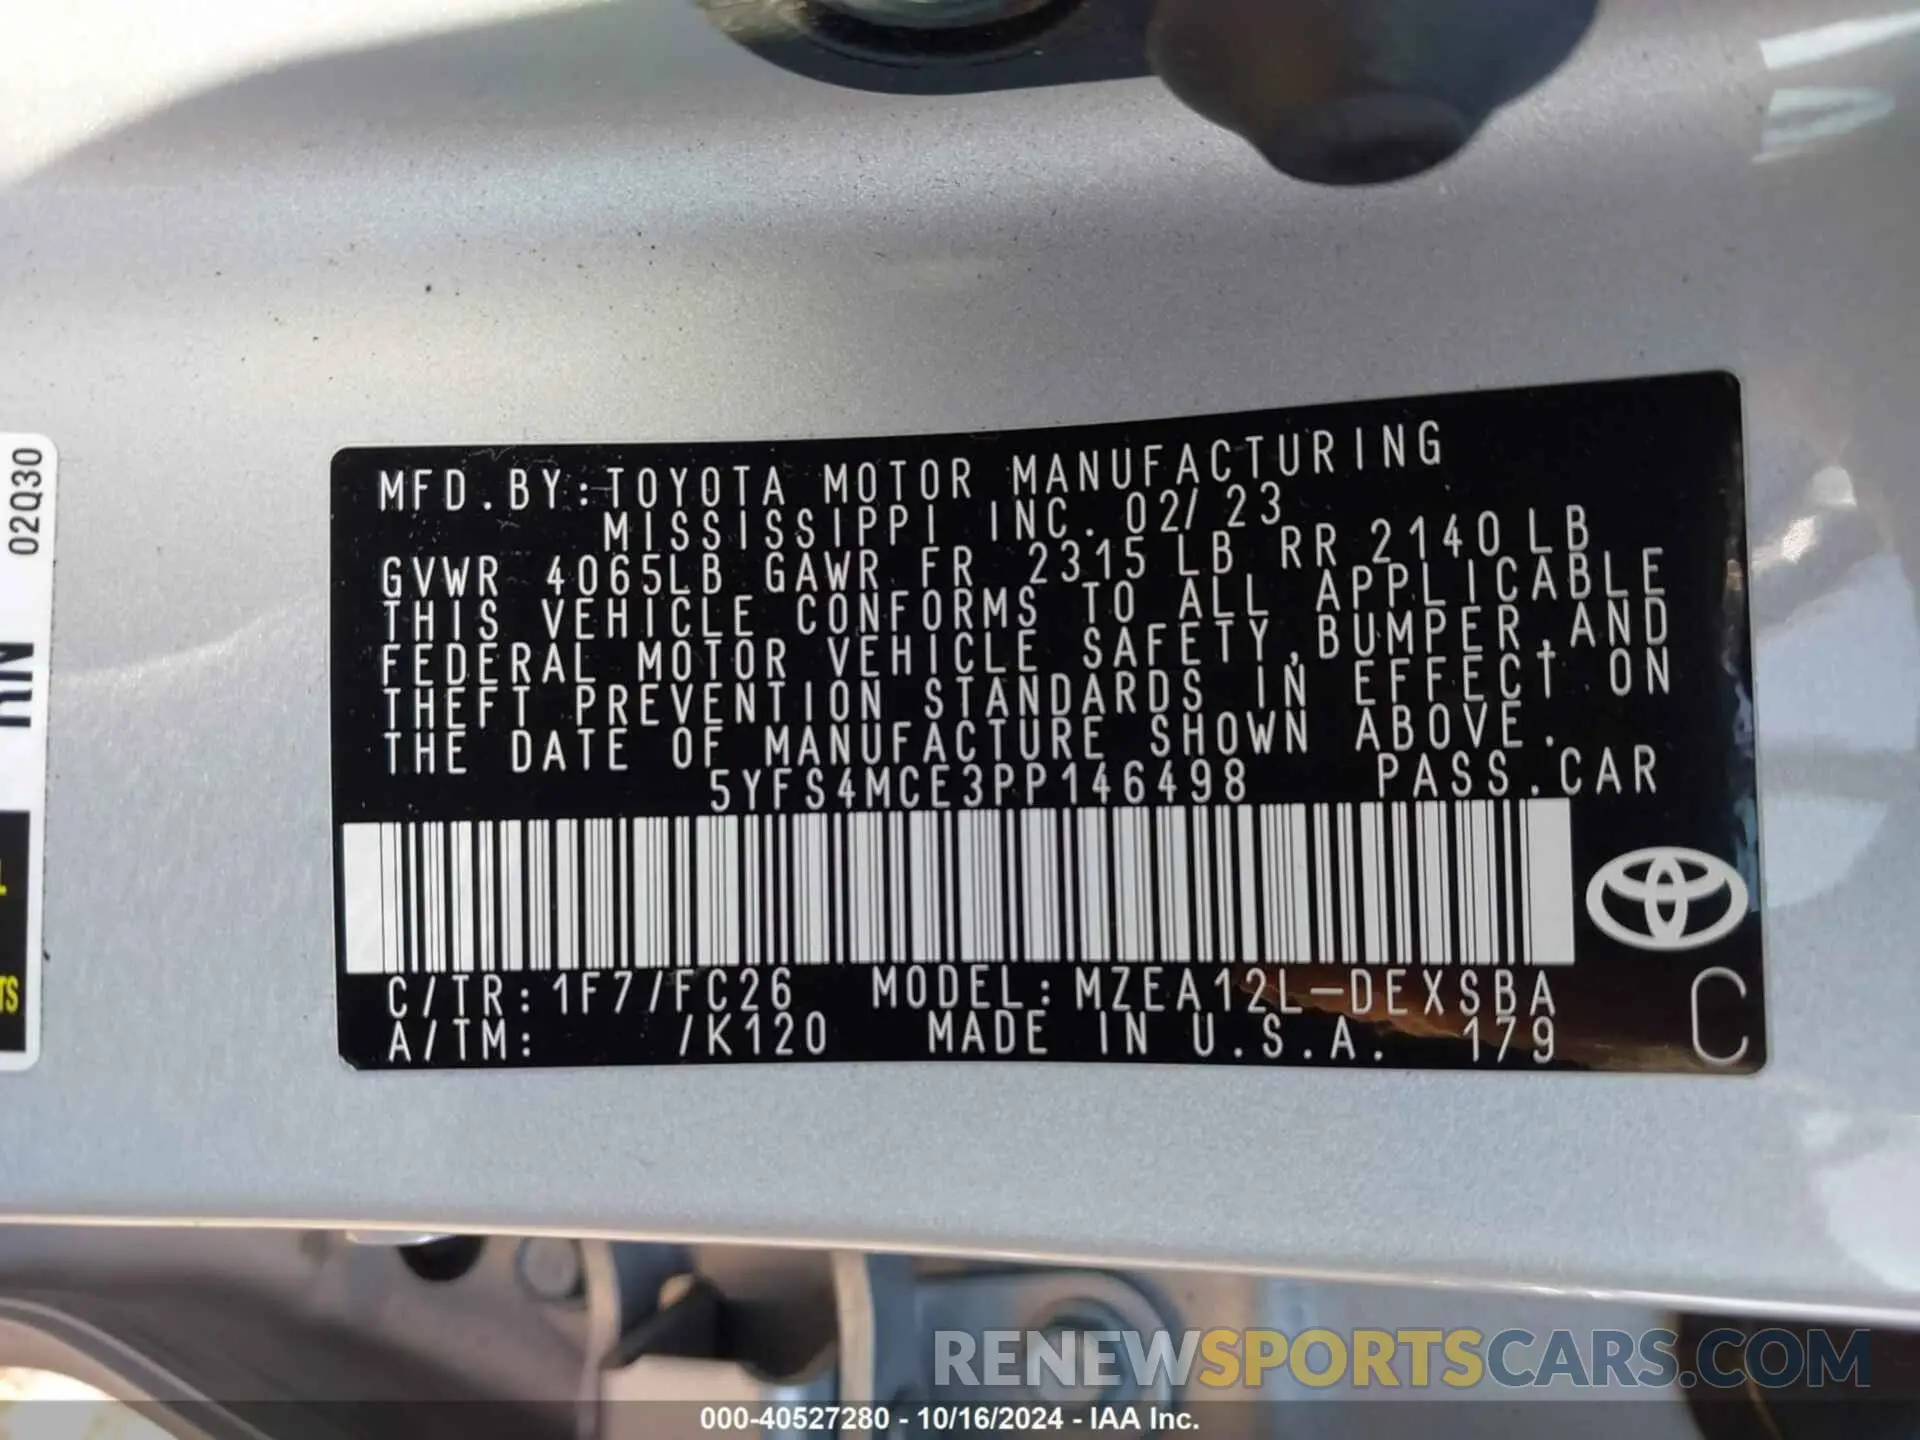 MFD.BY:TOYOTA MOTOR MANUFACTURING
MISSISSIPPI INC. 02/23
GVWR 4065LB GAWR FR 2315 LB RR 2140 LB
THIS VEHICLE CONFORMS TO ALL APPLICABLE
FEDERAL MOTOR VEHICLE SAFETY,BUMPER,AND
THEFT PREVENTION STANDARDS IN EFFECT ON
THE DATE OF MANUFACTURE SHOWN ABOVE.
5YFS4MCE3PP146498 PASS.CAR
C/TR:1F7/FC26 MODEL:MZEA12L-DEXSBA
A/TM: /K120 MADE IN U.S.A. 179
C
02Q30
TS
RENEWSPORTSCARS.COM
000-40527280 - 10/16/2024 - IAA Inc.